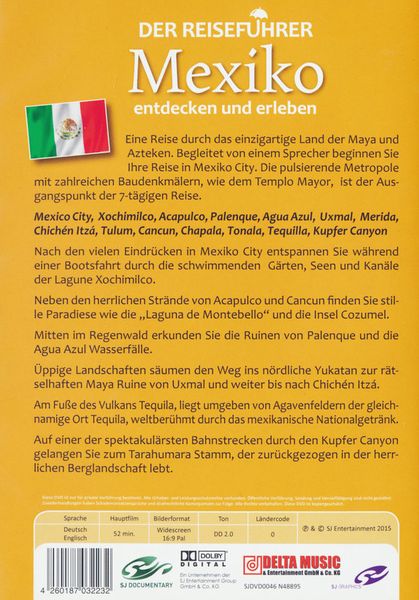 DER REISEFÜHRER
Mexiko
entdecken und erleben
Eine Reise durch das einzigartige Land der Maya und
Azteken. Begleitet von einem Sprecher beginnen Sie
Ihre Reise in Mexiko City. Die pulsierende Metropole
mit zahlreichen Baudenkmälern, wie dem Templo Mayor, ist der Aus-
gangspunkt der 7-tägigen Reise.
Mexico City, Xochimilco, Acapulco, Palenque, Agua Azul, Uxmal, Merida,
Chichén Itzá, Tulum, Cancun, Chapala, Tonala, Tequilla, Kupfer Canyon
Nach den vielen Eindrücken in Mexiko City entspannen Sie während
einer Bootsfahrt durch die schwimmenden Gärten, Seen und Kanäle
der Lagune Xochimilco.
Neben den herrlichen Strände von Acapulco und Cancun finden Sie stil-
le Paradiese wie die „Laguna de Montebello“ und die Insel Cozumel.
Mitten im Regenwald erkunden Sie die Ruinen von Palenque und die
Agua Azul Wasserfälle.
Üppige Landschaften säumen den Weg ins nördliche Yukatan zur rät-
selhaften Maya Ruine von Uxmal und weiter bis nach Chichén Itzá.
Am Fuße des Vulkans Tequila, liegt umgeben von Agavenfeldern der gleich-
namige Ort Tequila, weltberühmt durch das mexikanische Nationalgetränk.
Auf einer der spektakulärsten Bahnstrecken durch den Kupfer Canyon
gelangen Sie zum Tarahumara Stamm, der zurückgezogen in der herr-
lichen Berglandschaft lebt.
Sprache Hauptfilm Bildformat Ton Ländercode
Deutsch 52 min. Widescreen DD 2.0 0
Englisch 16:9 Pal
℗ & © SJ Entertainment 2015
4 260187 032232
SJ DOCUMENTARY
DOLBY
DIGITAL
Ein Unternehmen der
SJ Entertainment Group
GmbH & Co. KG
DELTA MUSIC
& Entertainment GmbH & Co. KG
SJDVD0046 N48895
SJ GRAPHICS